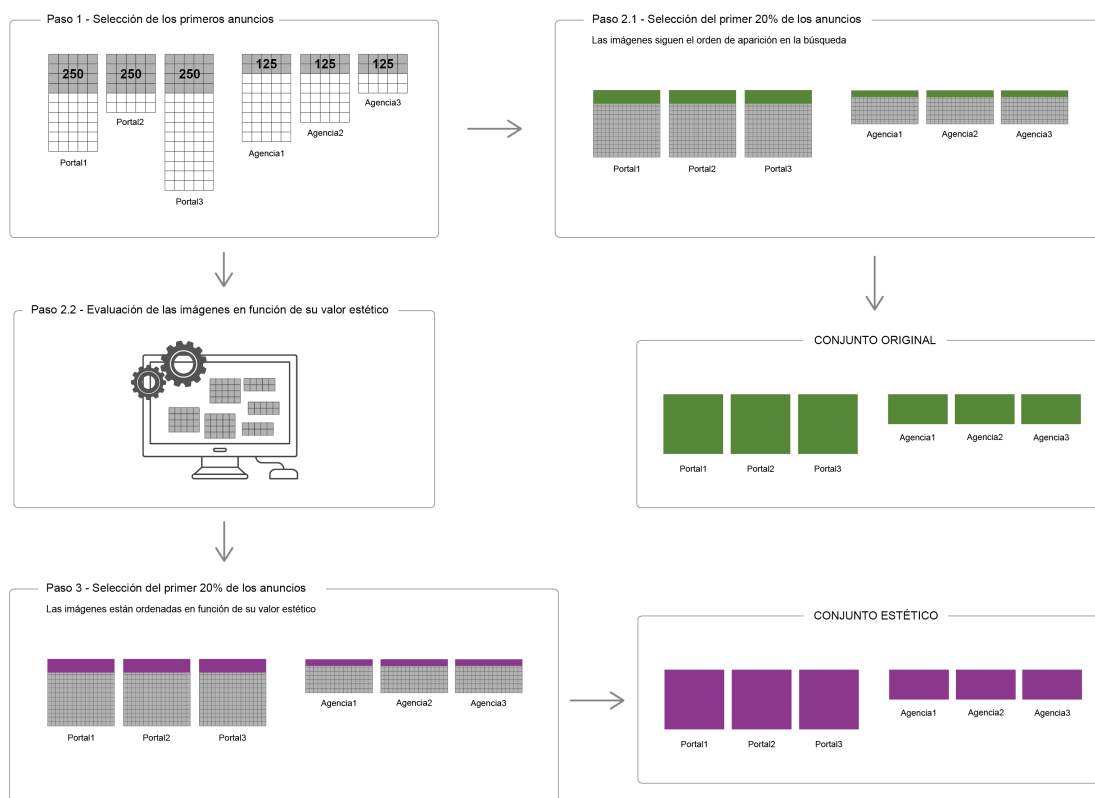 Paso 1 - Selección de los primeros anuncios
250
250
250
125
125
125
Portal1
Portal2
Portal3
Agencia1
Agencia2
Agencia3
Paso 2.1 - Selección del primer 20% de los anuncios
Las imágenes siguen el orden de aparición en la búsqueda
Portal1
Portal2
Portal3
Agencia1
Agencia2
Agencia3
Paso 2.2 - Evaluación de las imágenes en función de su valor estético
CONJUNTO ORIGINAL
Portal1
Portal2
Portal3
Agencia1
Agencia2
Agencia3
Paso 3 - Selección del primer 20% de los anuncios
Las imágenes están ordenadas en función de su valor estético
Portal1
Portal2
Portal3
Agencia1
Agencia2
Agencia3
CONJUNTO ESTÉTICO
Portal1
Portal2
Portal3
Agencia1
Agencia2
Agencia3